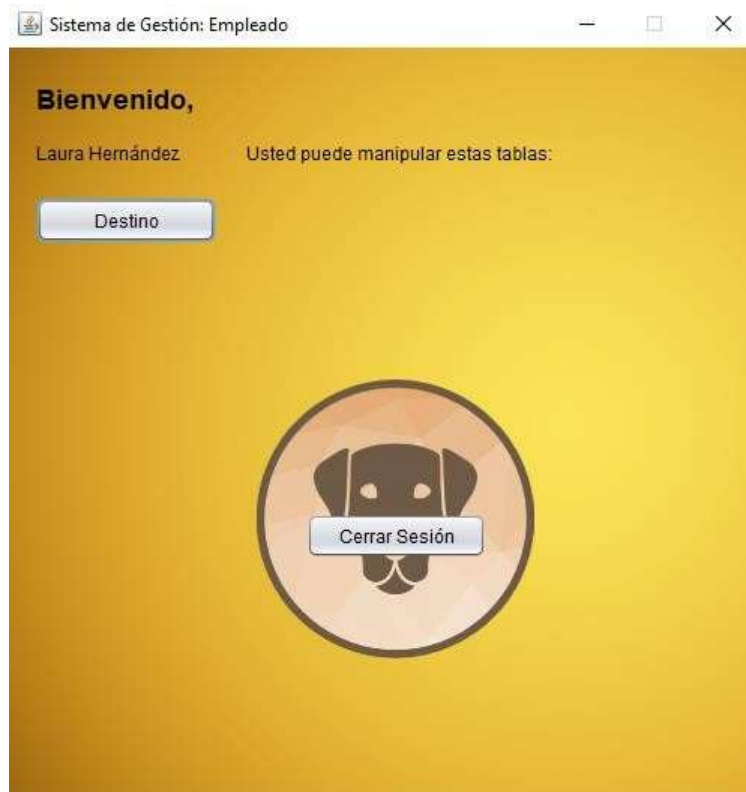 Sistema de Gestión: Empleado
Bienvenido,
Laura Hernández
Usted puede manipular estas tablas:
Destino
Cerrar Sesión